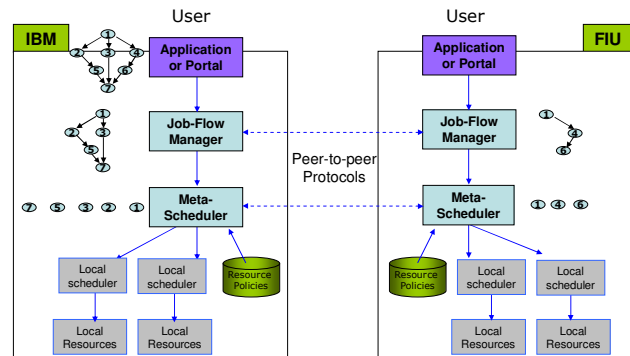 User
User
IBM
FIU
1
2
3
4
5
6
7
Application
or Portal
Application
or Portal
1
2
3
5
7
Job-Flow
Manager
Job-Flow
Manager
1
4
6
Peer-to-peer
Protocols
7 5 3 2 1
Meta-
Scheduler
Meta-
Scheduler
1 4 6
Local
scheduler
Local
scheduler
Resource
Policies
Resource
Policies
Local
scheduler
Local
scheduler
Local
Resources
Local
Resources
Local
Resources
Local
Resources